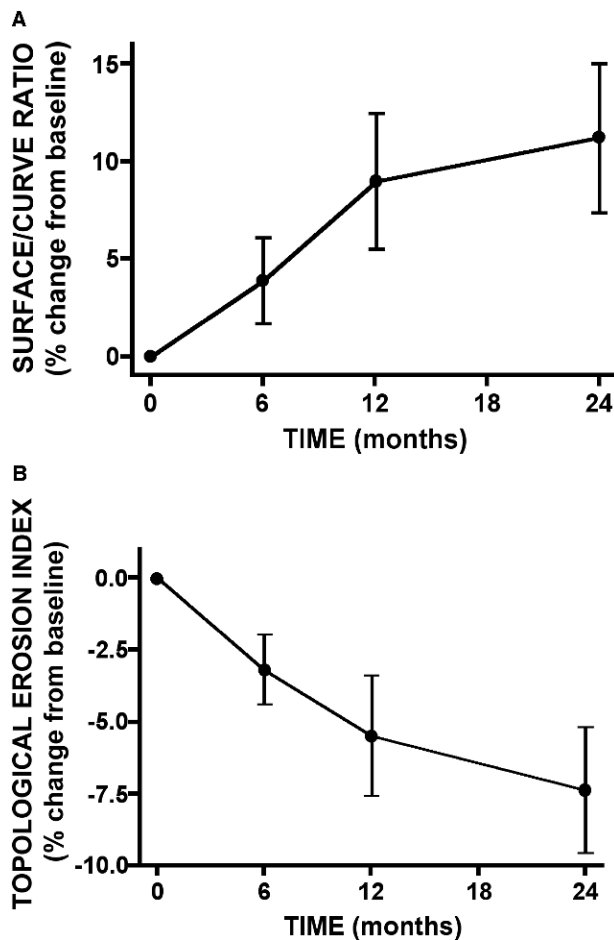 A
SURFACE/CURVE RATIO
(% change from baseline)
15
10
5
0
0 6 12 18 24
TIME (months)
B
TOPOLOGICAL EROSION INDEX
(% change from baseline)
0.0
-2.5
-5.0
-7.5
-10.0
0 6 12 18 24
TIME (months)